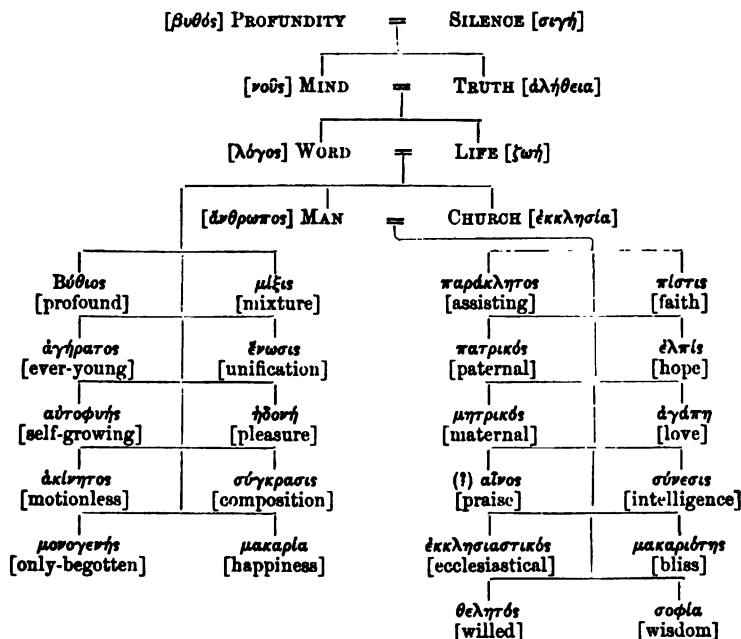 [βυθός] PROFUNDITY = SILENCE [σιγή]
[νοῦς] MIND = TRUTH [ἀλήθεια]
[λόγος] WORD = LIFE [ζωή]
[ἄνθρωπος] MAN = CHURCH [ἐκκλησία]
Βύθιος μίξις παράκλητος πίστις
[profound] [mixture] [assisting] [faith]
ἀγήρατος ἕνωσις πατρικός ἐλπίς
[ever-young] [unification] [paternal] [hope]
αὐτοφυής ἡδονή μητρικός ἀγάπη
[self-growing] [pleasure] [maternal] [love]
ἀκίνητος σύγκρασις (?) αἶνος σύνεσις
[motionless] [composition] [praise] [intelligence]
μονογενής μακαρία ἐκκλησιαστικός μακαριότης
[only-begotten] [happiness] [ecclesiastical] [bliss]
θελητός σοφία
[willed] [wisdom]